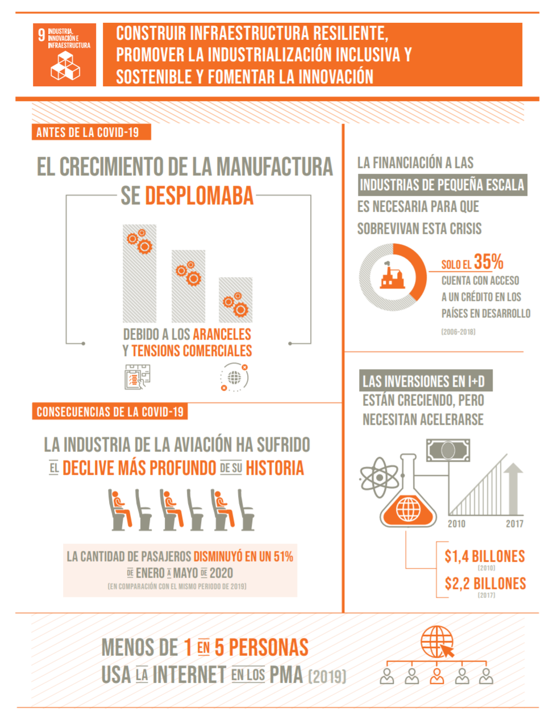 9 INDUSTRIA,
INNOVACIÓN E
INFRAESTRUCTURA
CONSTRUIR INFRAESTRUCTURA RESILIENTE,
PROMOVER LA INDUSTRIALIZACIÓN INCLUSIVA Y
SOSTENIBLE Y FOMENTAR LA INNOVACIÓN
ANTES DE LA COVID-19
EL CRECIMIENTO DE LA MANUFACTURA
SE DESPLOMABA
DEBIDO A LOS ARANCELES
Y TENSIONES COMERCIALES
LA FINANCIACIÓN A LAS
INDUSTRIAS DE PEQUEÑA ESCALA
ES NECESARIA PARA QUE
SOBREVIVAN ESTA CRISIS
SOLO EL 35%
CUENTA CON ACCESO
A UN CRÉDITO EN LOS
PAÍSES EN DESARROLLO
(2006-2018)
CONSECUENCIAS DE LA COVID-19
LA INDUSTRIA DE LA AVIACIÓN HA SUFRIDO
EL DECLIVE MÁS PROFUNDO DE SU HISTORIA
LA CANTIDAD DE PASAJEROS DISMINUYÓ EN UN 51%
DE ENERO A MAYO DE 2020
(EN COMPARACIÓN CON EL MISMO PERIODO DE 2019)
LAS INVERSIONES EN I+D
ESTÁN CRECIENDO, PERO
NECESITAN ACELERARSE
2010 2017
$1,4 BILLONES
(2010)
$2,2 BILLONES
(2017)
MENOS DE 1 EN 5 PERSONAS
USA LA INTERNET EN LOS PMA (2019)